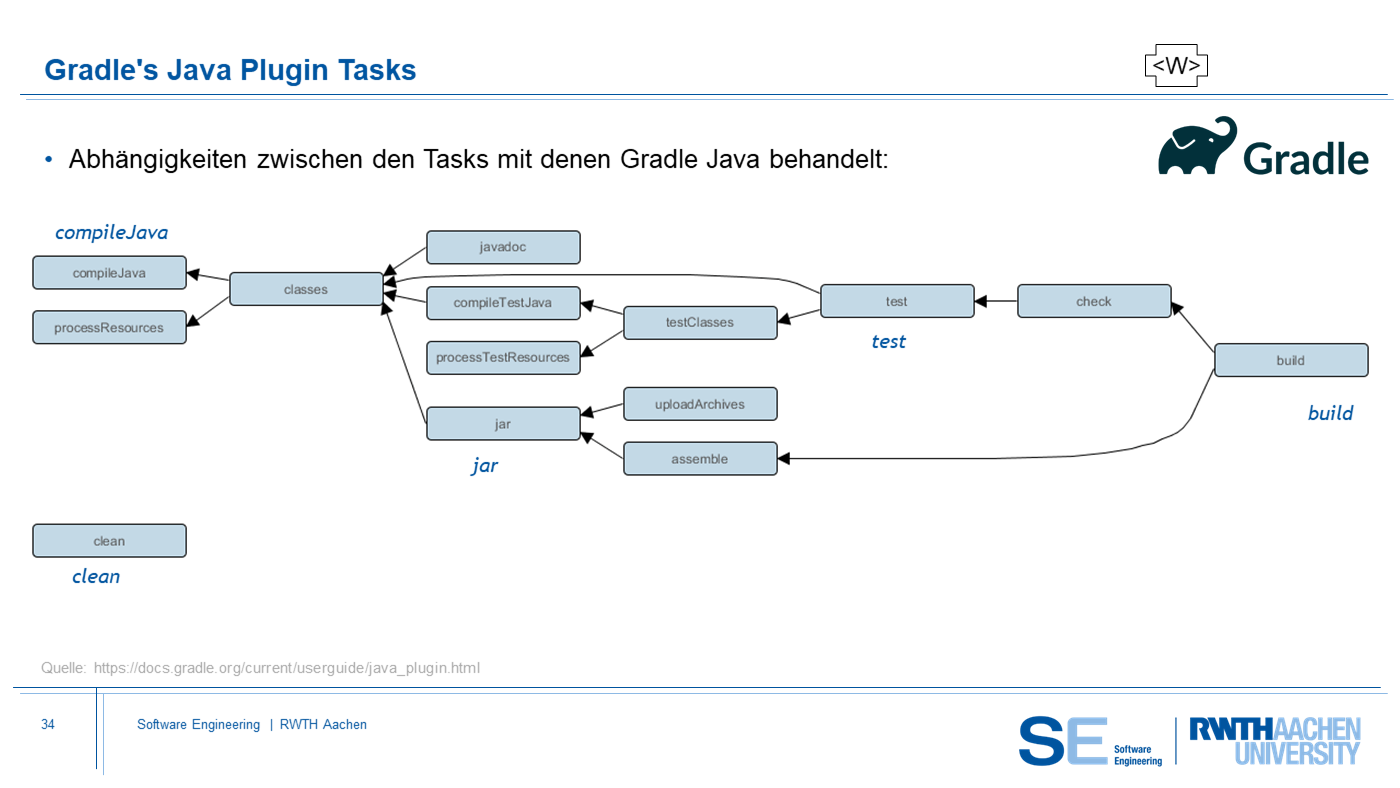 Gradle's Java Plugin Tasks
<W>
• Abhängigkeiten zwischen den Tasks mit denen Gradle Java behandelt:
Gradle
compileJava
compileJava
processResources
classes
javadoc
compileTestJava
processTestResources
testClasses
test
test
check
build
build
jar
jar
uploadArchives
assemble
clean
clean
Quelle: https://docs.gradle.org/current/userguide/java_plugin.html
34
Software Engineering | RWTH Aachen
SE Software
Engineering
RWTHAACHEN
UNIVERSITY